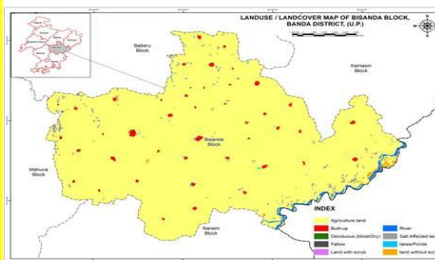 LANDUSE / LANDCOVER MAP OF BISANDA BLOCK,
BANDA DISTRICT, (U.P.)
Baberu
Block
Kamasin
Block
Bisanda
Block
Mahuva
Block
Naraini
Block
INDEX
Agriculture land
Built-up
Deciduous (Moist/Dry)
Fallow
Land with scrub
River
Salt Affected land
lakes/Ponds
land without